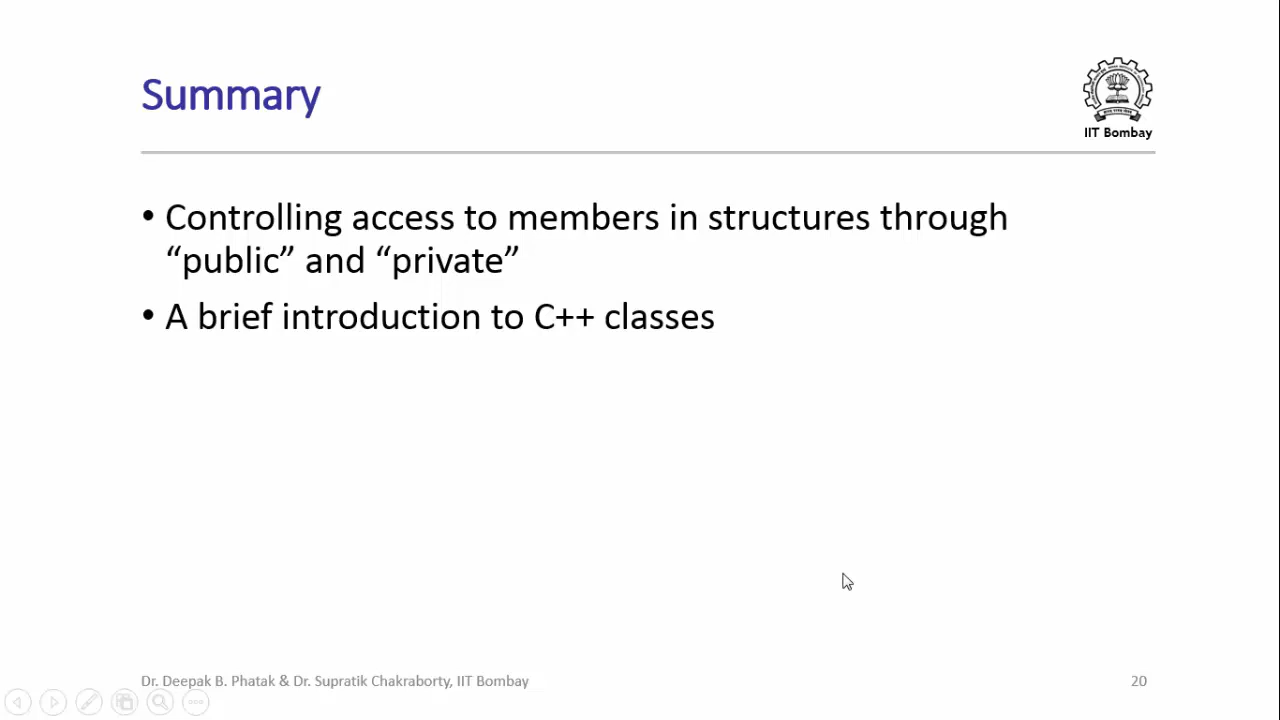 Summary
IIT Bombay
• Controlling access to members in structures through
“public” and “private”
• A brief introduction to C++ classes
Dr. Deepak B. Phatak & Dr. Supratik Chakraborty, IIT Bombay
20